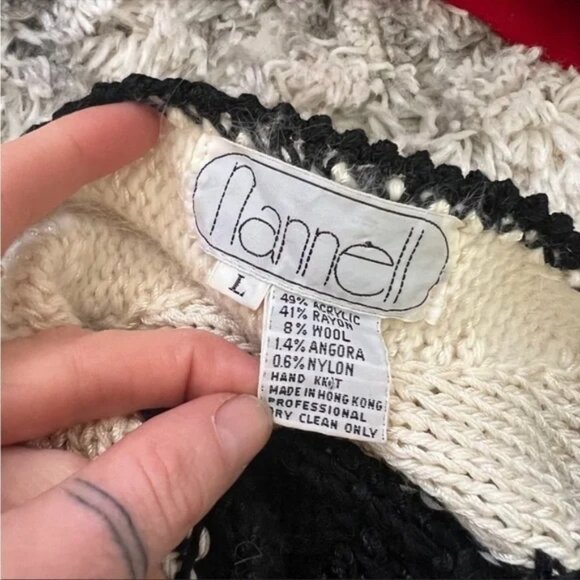 nannell
L
49% ACRYLIC
41% RAYON
8% WOOL
1.4% ANGORA
0.6% NYLON
HAND KNIT
MADE IN HONG KONG
PROFESSIONAL
DRY CLEAN ONLY